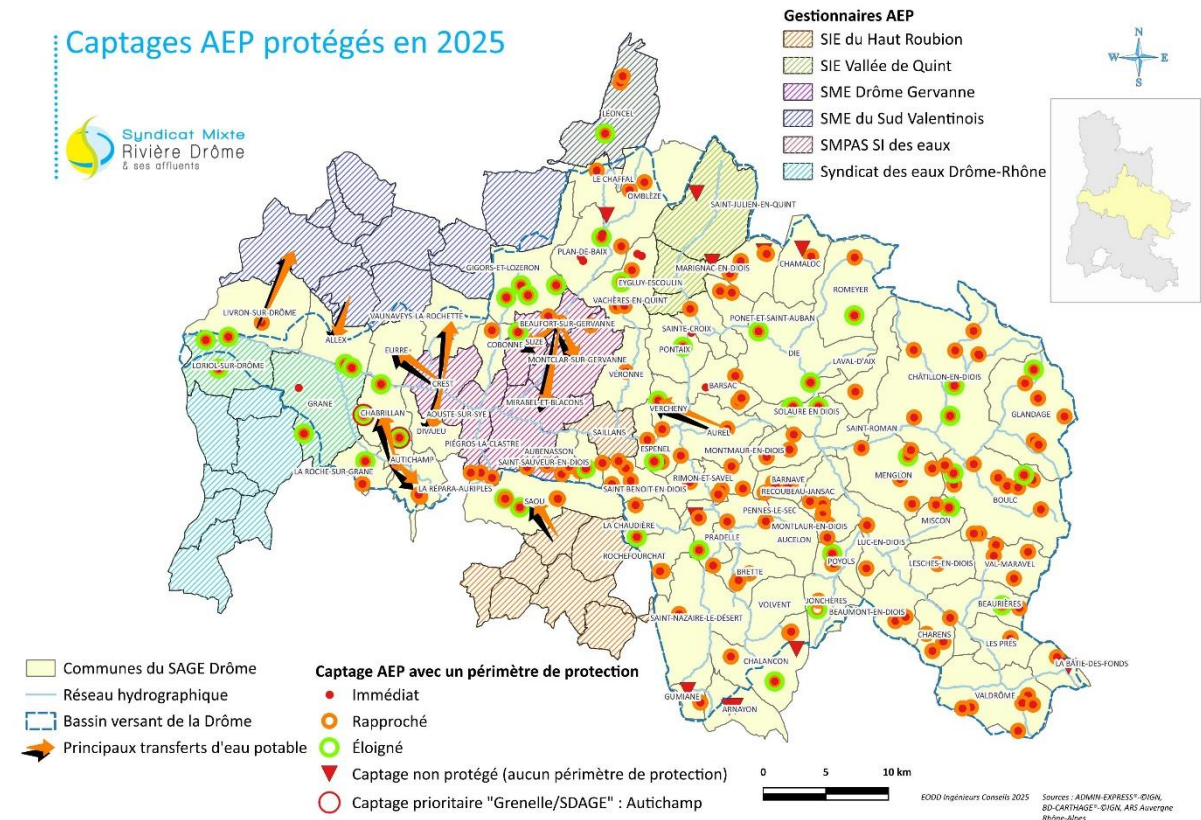 Captages AEP protégés en 2025
Syndicat Mixte
Rivière Drôme
& ses affluents
Gestionnaires AEP
SIE du Haut Roubion
SIE Vallée de Quint
SME Drôme Gervanne
SME du Sud Valentinois
SMPAS SI des eaux
Syndicat des eaux Drôme-Rhône
N
W E
S
LÉONCEL
LE CHAFFAL
OMBLÈZE
SAINT-JULIEN-EN-QUINT
PLAN-DE-BAIX
MARIGNAC-EN-DIOIS
CHAMALOC
GIGORS-ET-LOZERON
EYGLUY-ESCOULIN
ROMEYER
VACHÈRES-EN-QUINT
LIVRON-SUR-DRÔME
VAUNAVEYS-LA-ROCHETTE
BEAUFORT-SUR-GERVANNE
SAINTE-CROIX
PONET-ET-SAINT-AUBAN
ALLEX
EURRE
COBONNE
SUZE
PONTAIX
DIE
LAVAL-D'AIX
LORIOL-SUR-DRÔME
MONTCLAR-SUR-GERVANNE
VÉRONNE
CHÂTILLON-EN-DIOIS
CREST
BARSAC
GRANE
MIRABEL-ET-BLACONS
VERCHENY
SOLAURE EN DIOIS
GLANDAGE
CHABRILLAN
AOUSTE-SUR-SYE
SAILLANS
AUREL
SAINT-ROMAN
DIVAJEU
PIÉGROS-LA-CLASTRE
AUBENASSON
ESPENEL
MONTMAUR-EN-DIOIS
AUTICHAMP
SAINT-SAUVEUR-EN-DIOIS
LA ROCHE-SUR-GRANE
RIMON-ET-SAVEL
BARNAVE
MENGLON
LA RÉPARA-AURIPLES
SAINT-BENOIT-EN-DIOIS
RECOUBEAU-JANSAC
BOULC
SAOU
PENNES-LE-SEC
MISCON
LA CHAUDIÈRE
MONTLAUR-EN-DIOIS
PRADELLE
AUCELON
LUC-EN-DIOIS
ROCHEFOURCHAT
POYOLS
LESCHES-EN-DIOIS
VAL-MARAVEL
BRETTE
VOLVENT
JONCHÈRES
BEAURIÈRES
SAINT-NAZAIRE-LE-DÉSERT
BEAUMONT-EN-DIOIS
CHARENS
LES PRÉS
CHALANCON
LA BÂTIE-DES-FONDS
GUMIANE
VALDRÔME
ARNAYON
Communes du SAGE Drôme
Réseau hydrographique
Bassin versant de la Drôme
Principaux transferts d'eau potable
Captage AEP avec un périmètre de protection
Immédiat
Rapproché
Éloigné
Captage non protégé (aucun périmètre de protection)
Captage prioritaire "Grenelle/SDAGE" : Autichamp
0 5 10 km
EODD Ingénieurs Conseils 2025
Sources : ADMIN-EXPRESS®-©IGN,
BD-CARTHAGE®-©IGN, ARS Auvergne
Rhône-Alpes